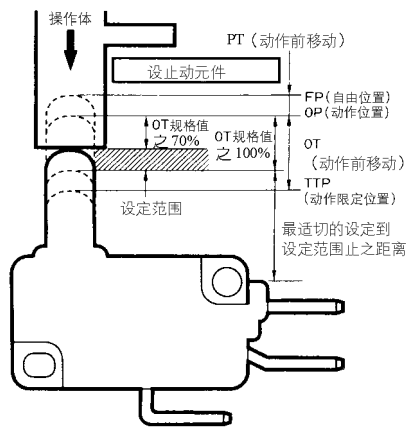 操作体
PT(动作前移动)
设止动元件
FP(自由位置)
OP(动作位置)
OT规格值
之70%
OT规格值
之100%
OT
(动作前移动)
TTP
(动作限定位置)
设定范围
最适切的设定到
设定范围止之距离